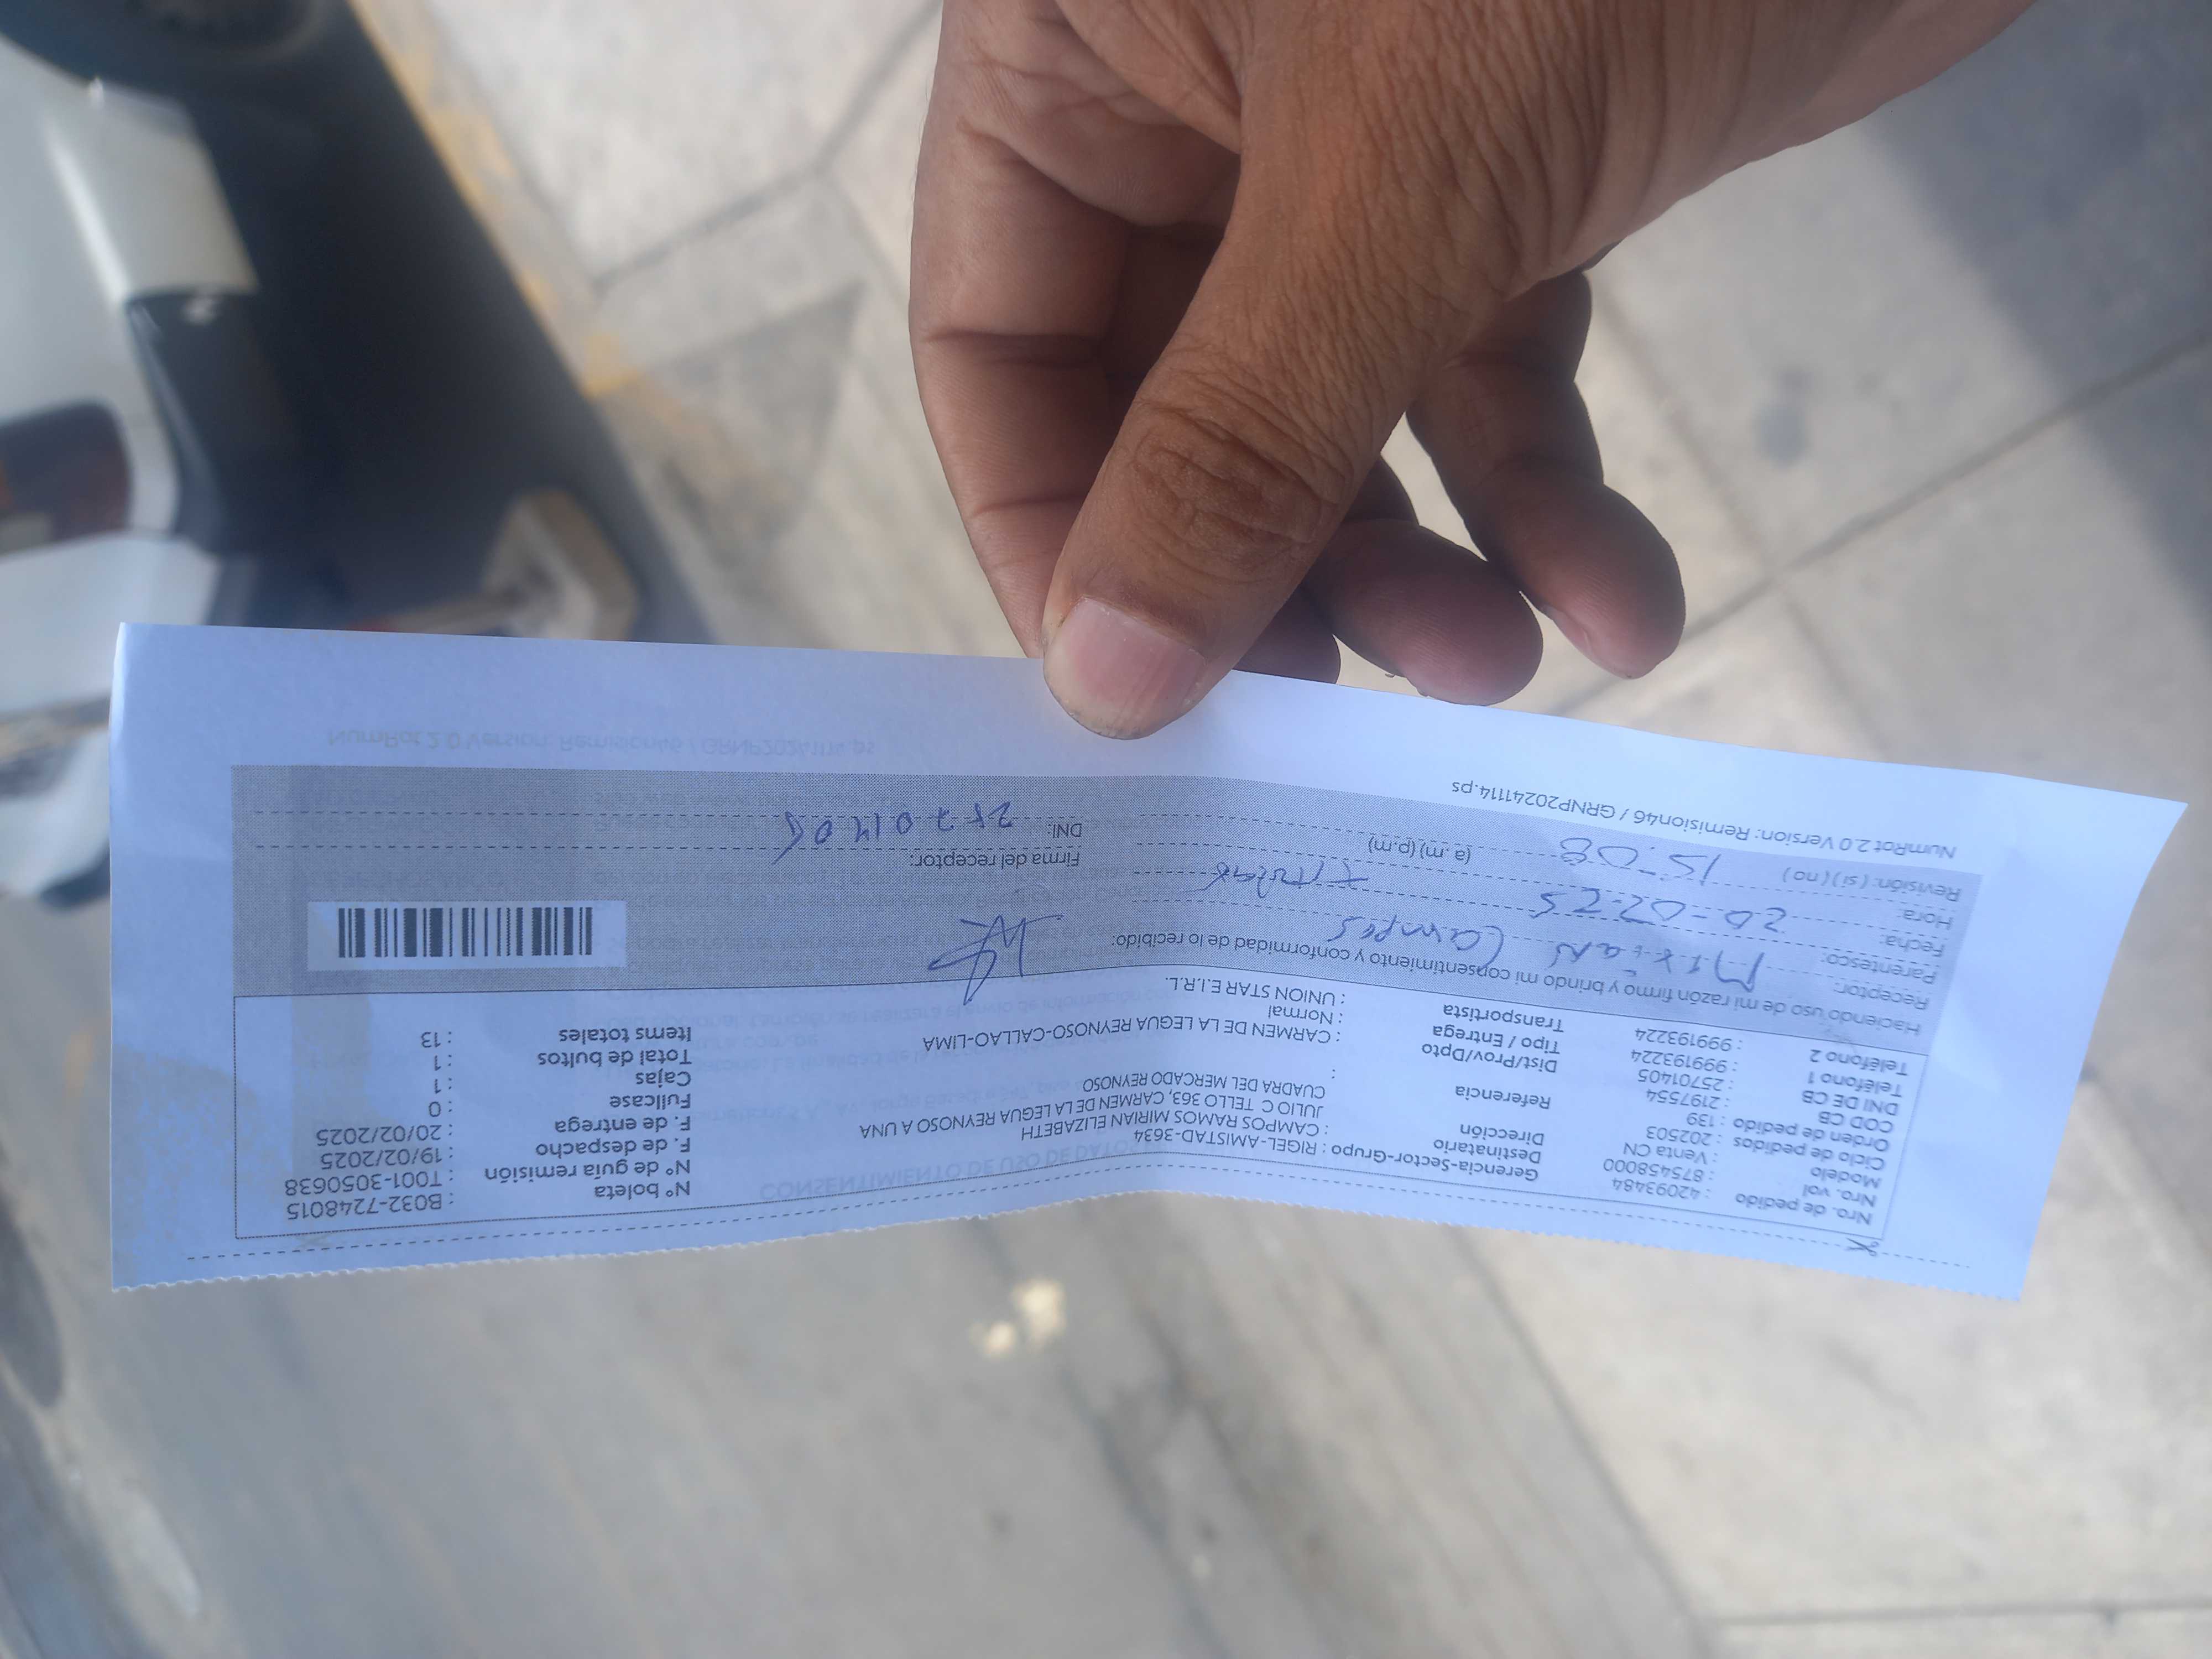 Nro. de pedido : 42093484
Nro. vol : 875458000
Modelo : Venta CN
Ciclo de pedidos : 202503
Orden de pedido : 139
COD CB : 2197554
DNI DE CB : 25701405
Teléfono 1 : 999193224
Teléfono 2 : 999193224
Gerencia-Sector-Grupo : RIGEL-AMISTAD-3634
Destinatario : CAMPOS RAMOS MIRIAN ELIZABETH
Dirección JULIO C TELLO 363, CARMEN DE LA LEGUA REYNOSO A UNA
CUADRA DEL MERCADO REYNOSO
Referencia :
Dist/Prov/Dpto : CARMEN DE LA LEGUA REYNOSO-CALLAO-LIMA
Tipo / Entrega : Normal
Transportista : UNION STAR E.I.R.L.
N° boleta : B032-7248015
N° de guía remisión : T001-3050638
F. de despacho : 19/02/2025
F. de entrega : 20/02/2025
Fullcase : 0
Cajas : 1
Total de bultos : 1
Items totales : 13
Haciendo uso de mi razón firmo y brindo mi consentimiento y conformidad de lo recibido:
Receptor: Campos
Parentesco: Titular
Fecha: 20-02-25
Hora: 15:08 (a.m) (p.m)
Revisión: ( si ) ( no )
Firma del receptor:
DNI: 25701405
NumRot 2.0 Version: Remision46 / GRNP20241114.ps